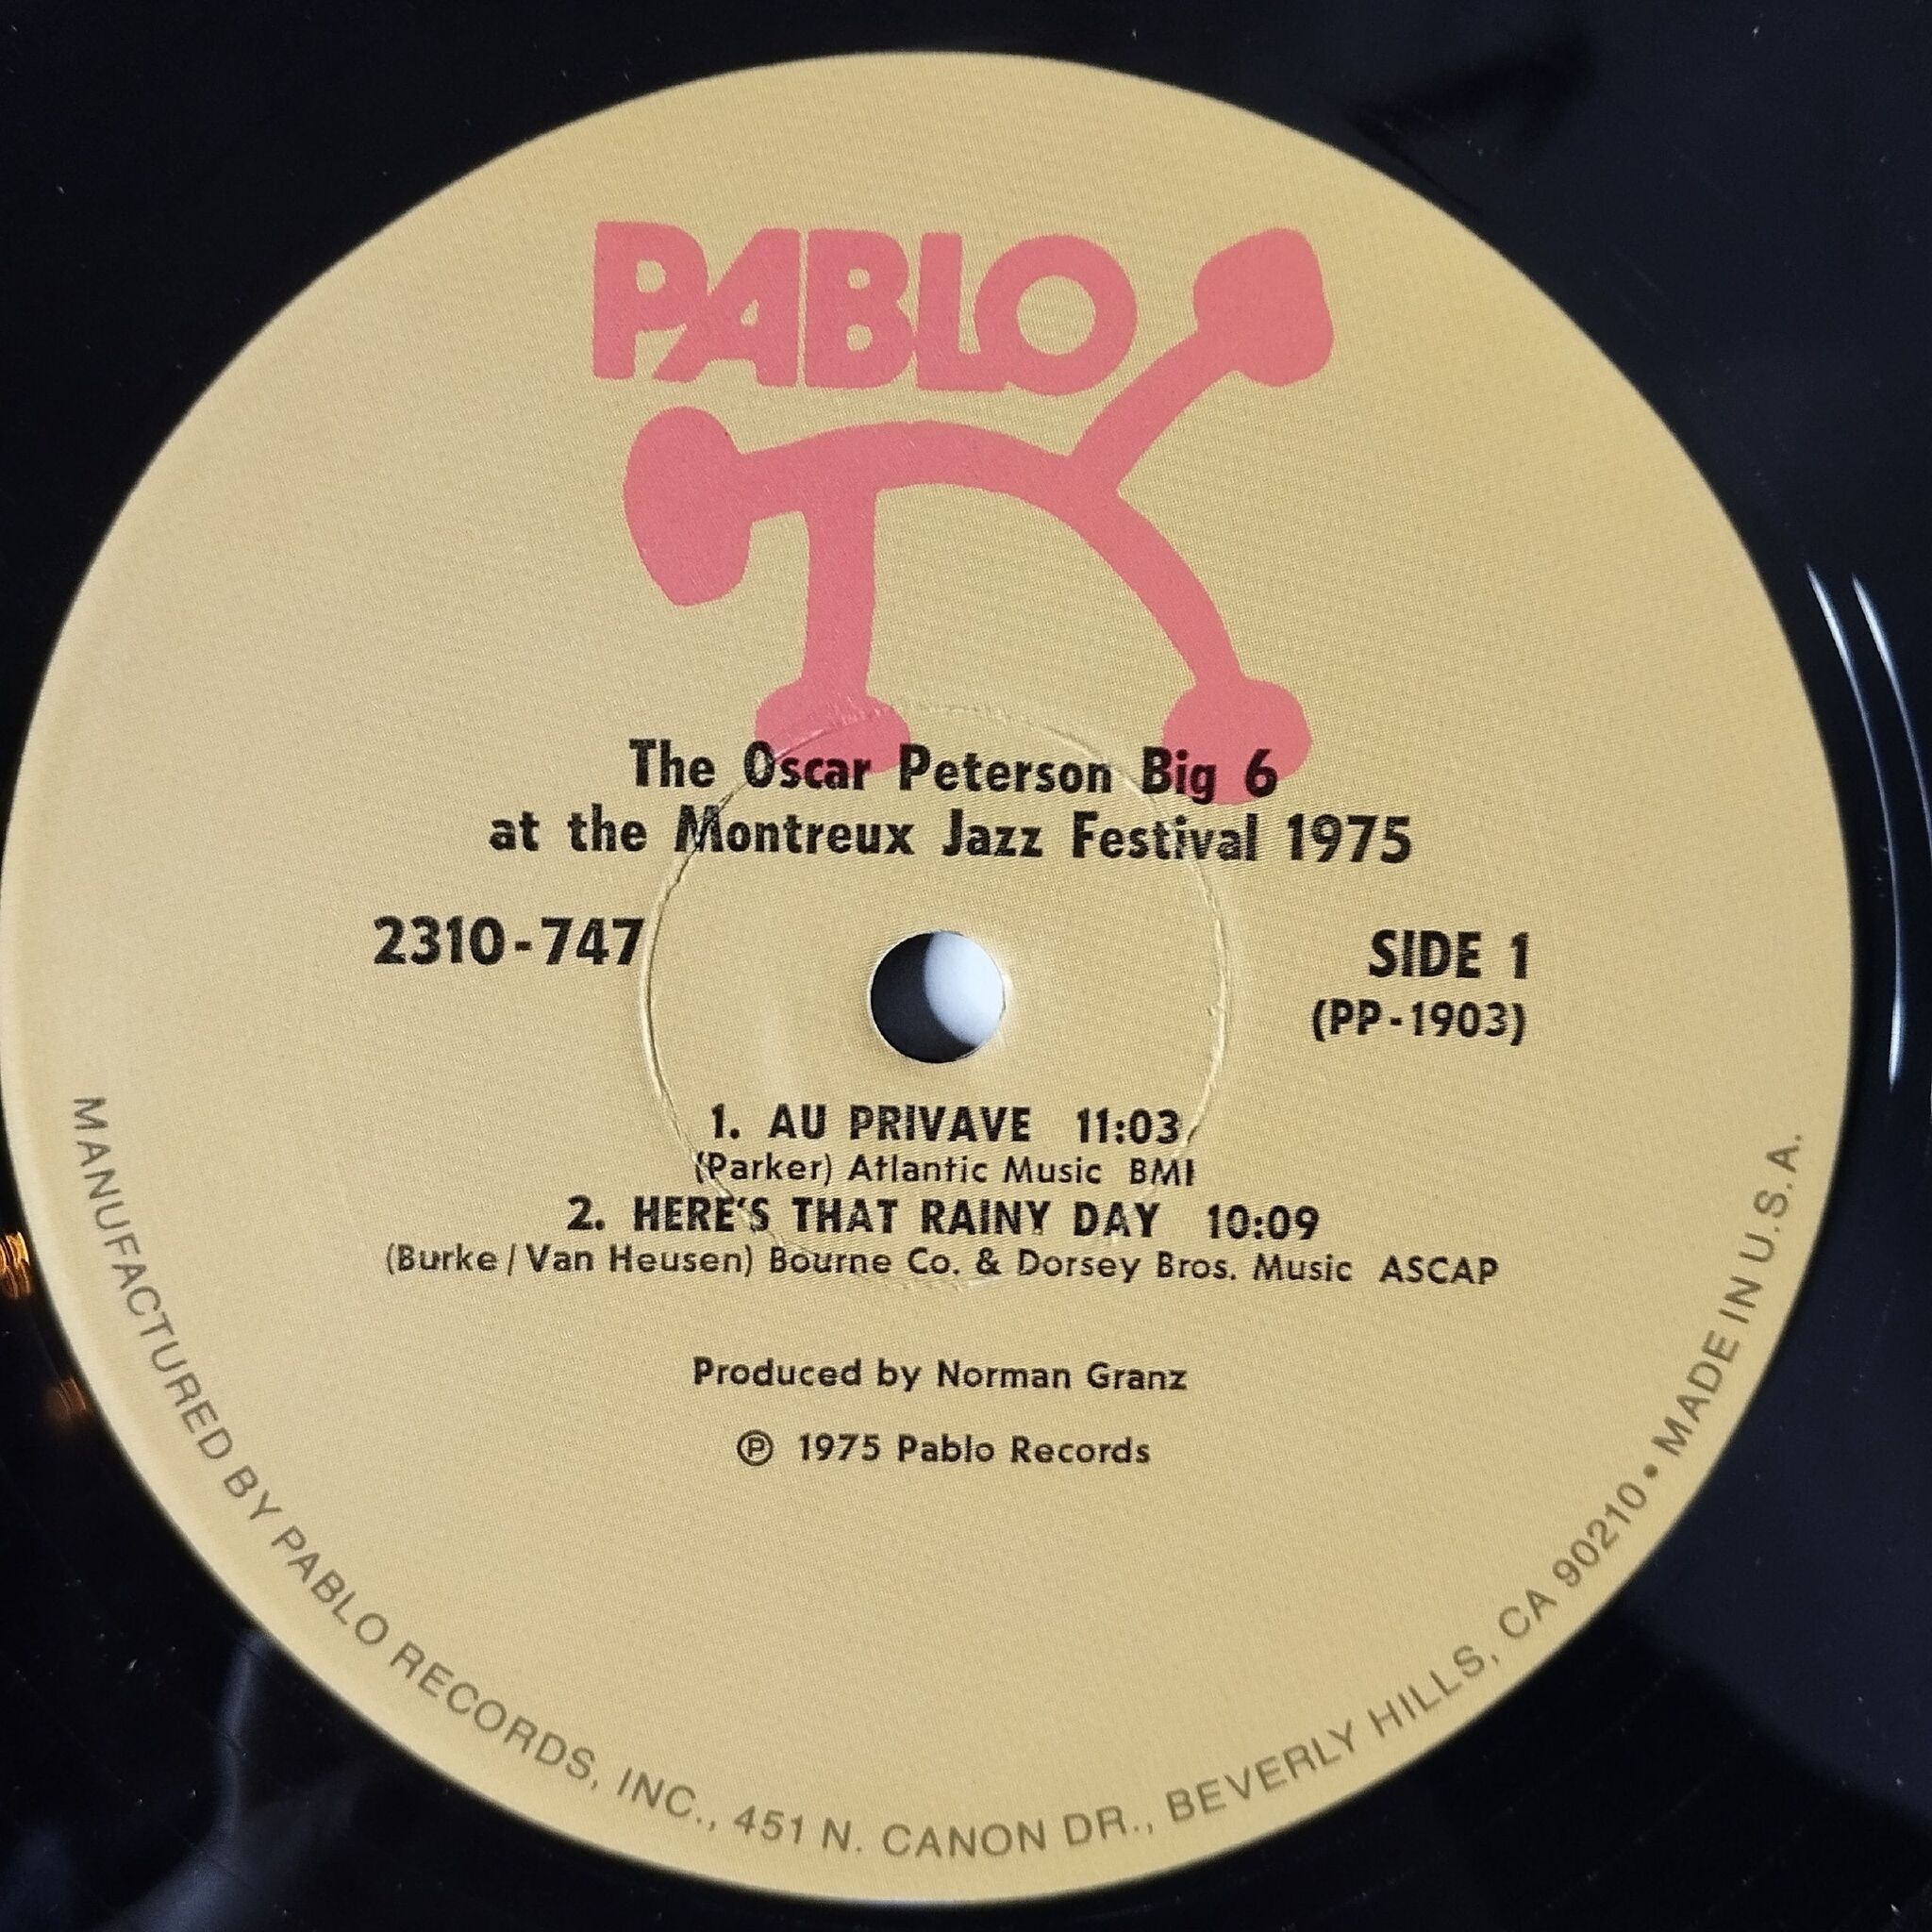 PABLO
The Oscar Peterson Big 6
at the Montreux Jazz Festival 1975
2310-747
SIDE 1
(PP-1903)
1. AU PRIVAVE 11:03
(Parker) Atlantic Music BMI
2. HERE'S THAT RAINY DAY 10:09
(Burke/Van Heusen) Bourne Co. & Dorsey Bros. Music ASCAP
Produced by Norman Granz
℗ 1975 Pablo Records
MANUFACTURED BY PABLO RECORDS, INC., 451 N. CANON DR., BEVERLY HILLS, CA 90210 • MADE IN U.S.A.